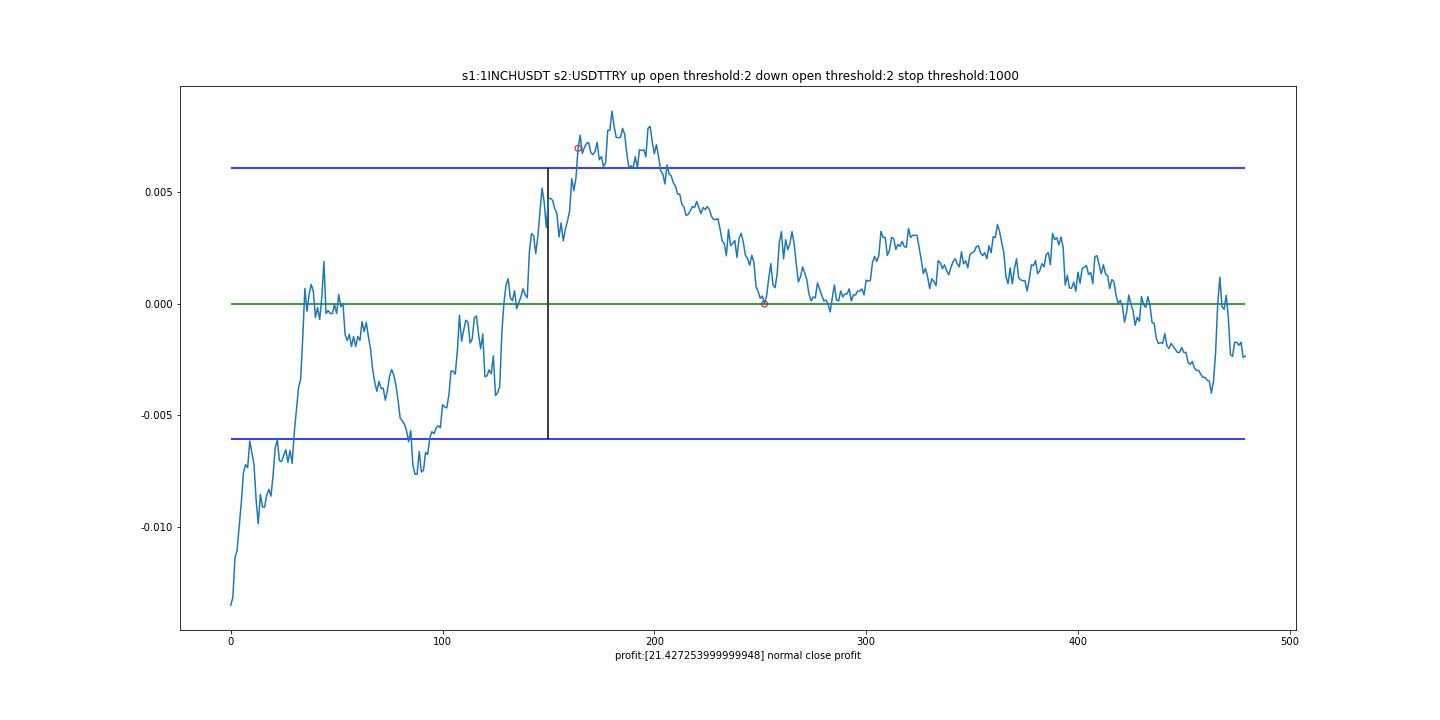 s1:1INCHUSDT s2:USDTTRY up open threshold:2 down open threshold:2 stop threshold:1000
0.005
0.000
-0.005
-0.010
0 100 200 300 400 500
profit:[21.427253999999948] normal close profit